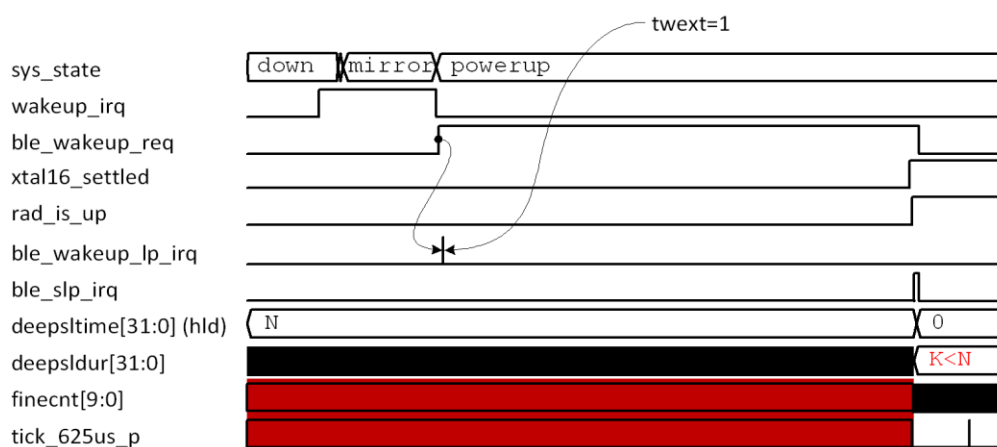 twext=1
sys_state down mirror powerup
wakeup_irq
ble_wakeup_req
xtal16_settled
rad_is_up
ble_wakeup_lp_irq
ble_slp_irq
deepsltime[31:0] (hld) N 0
deepsldur[31:0] K<N
finecnt[9:0]
tick_625us_p